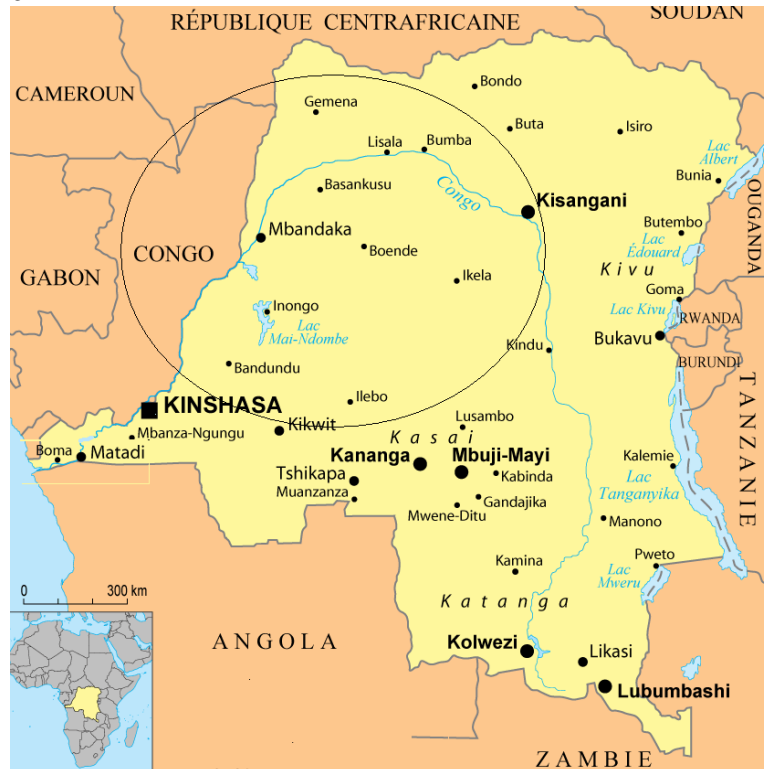 SOUDAN
RÉPUBLIQUE CENTRAFRICAINE
CAMEROUN
Bondo
Gemena
Buta
Isiro
Lisala
Bumba
Lac
Albert
Bunia
Basankusu
Congo
Kisangani
OUGANDA
Mbandaka
Butembo
CONGO
Boende
Lac
Édouard
GABON
Kivu
Ikela
Goma
Inongo
Lac Kivu
RWANDA
Lac
Mai-Ndombe
Kindu
Bukavu
BURUNDI
Bandundu
TANZANIE
KINSHASA
Ilebo
Lusambo
Mbanza-Ngungu
Kikwit
Kasai
Boma
Matadi
Kananga
Mbuji-Mayi
Kalemie
Tshikapa
Kabinda
Lac
Tanganyika
Muanzanza
Gandajika
Mwene-Ditu
Manono
Kamina
Pweto
Lac
Mweru
0 300 km
Katanga
ANGOLA
Kolwezi
Likasi
Lubumbashi
ZAMBIE